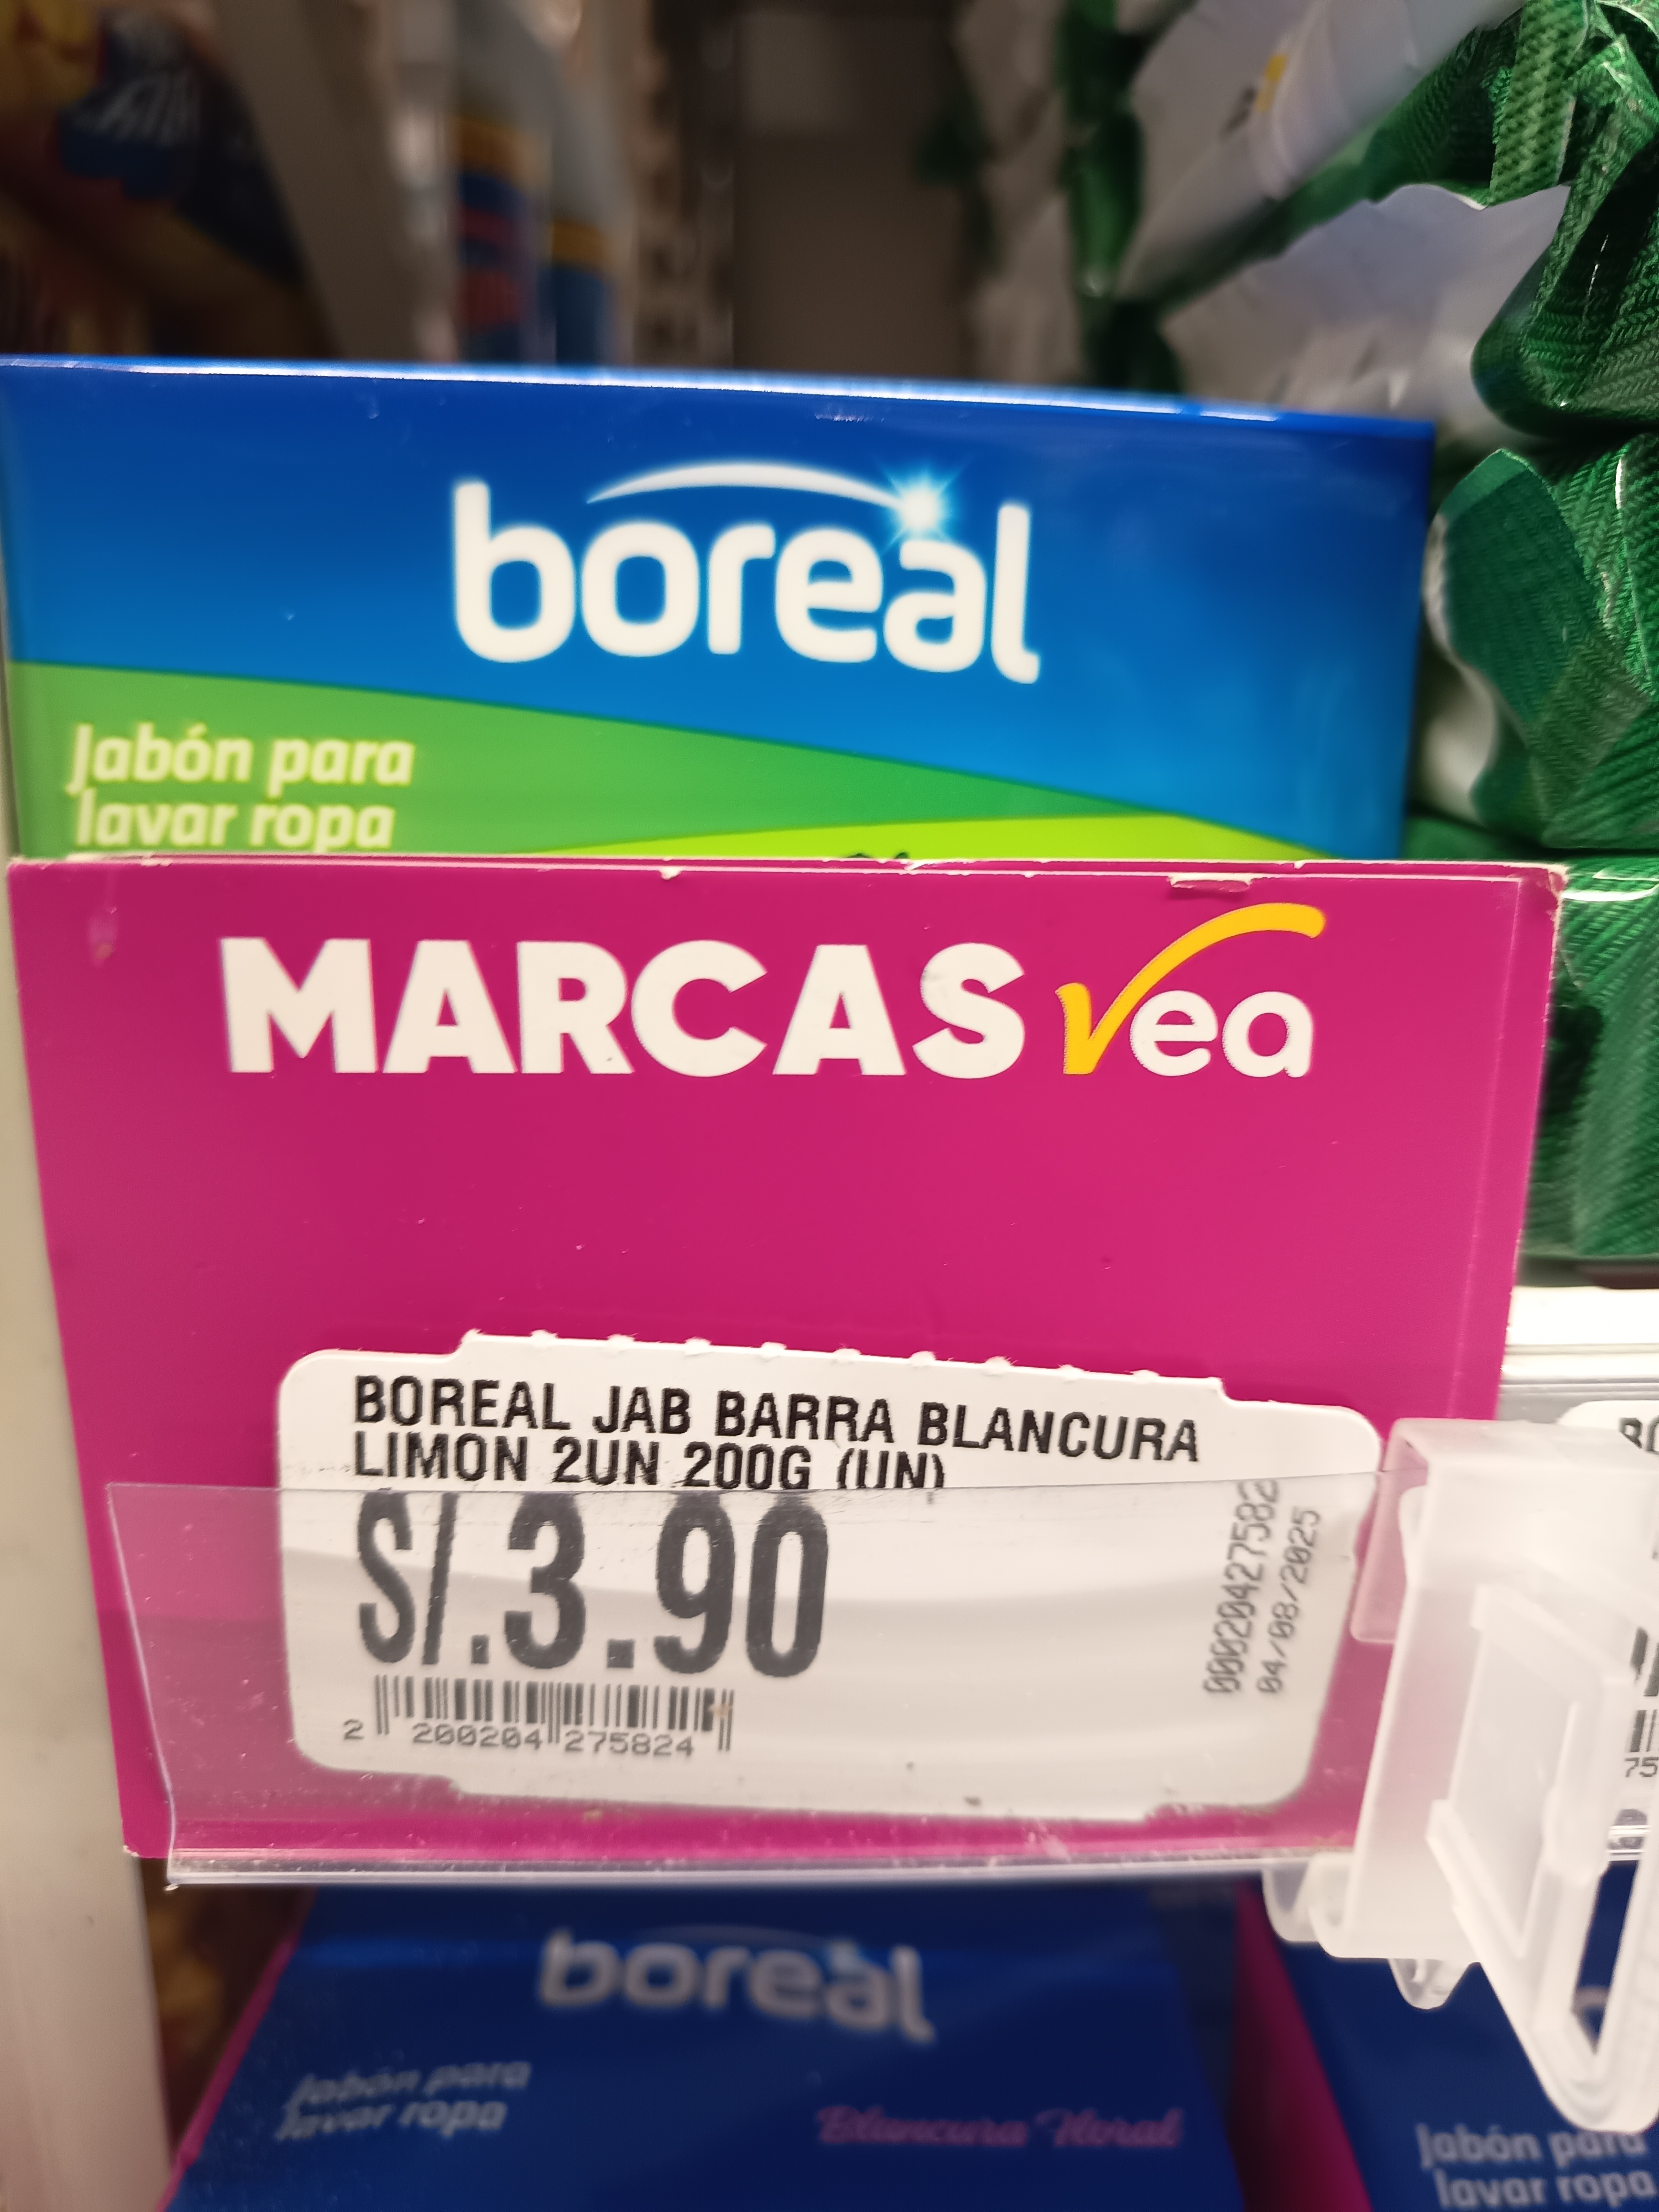 boreal
Jabón para
lavar ropa
MARCAS vea
BOREAL JAB BARRA BLANCURA
LIMON 2UN 200G (UN)
S/.3.90
2 200204 275824
00020427582
04/08/2025
boreal
Jabón para
lavar ropa
Blancura Floral
Jabón para
lavar ropa